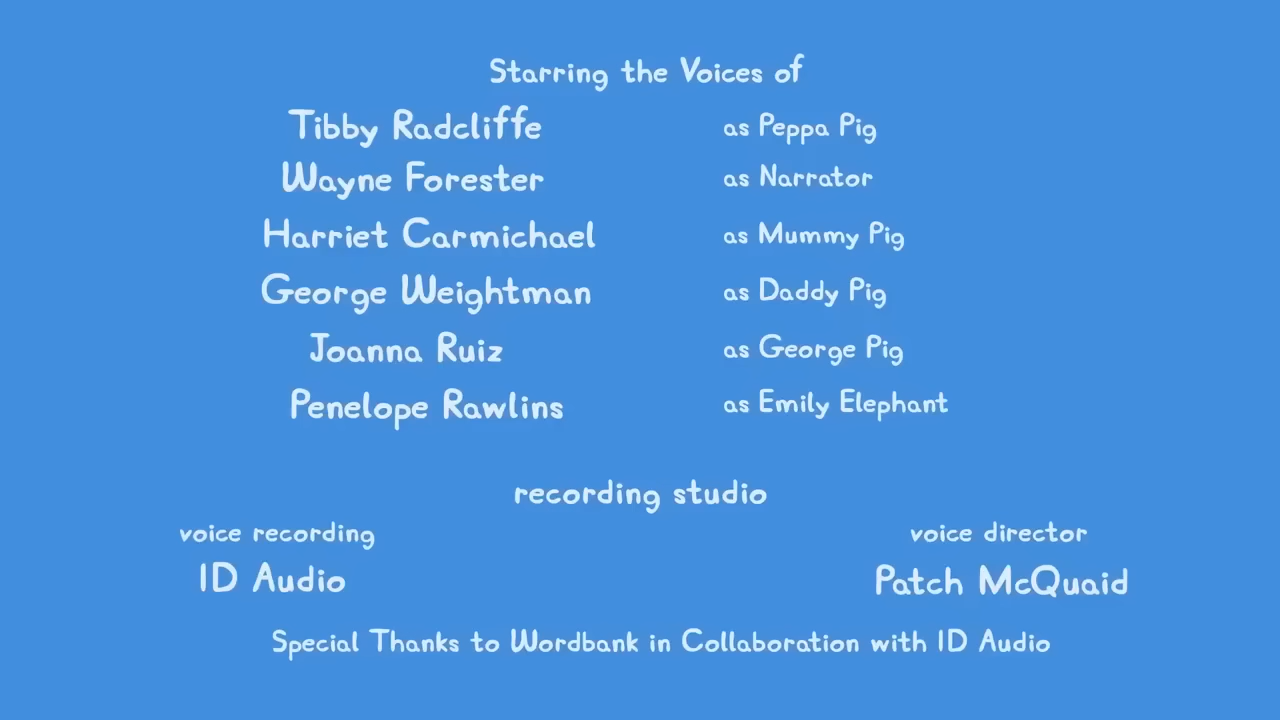 Starring the Voices of
Tibby Radcliffe as Peppa Pig
Wayne Forester as Narrator
Harriet Carmichael as Mummy Pig
George Weightman as Daddy Pig
Joanna Ruiz as George Pig
Penelope Rawlins as Emily Elephant
recording studio
voice recording voice director
ID Audio Patch McQuaid
Special Thanks to Wordbank in Collaboration with ID Audio